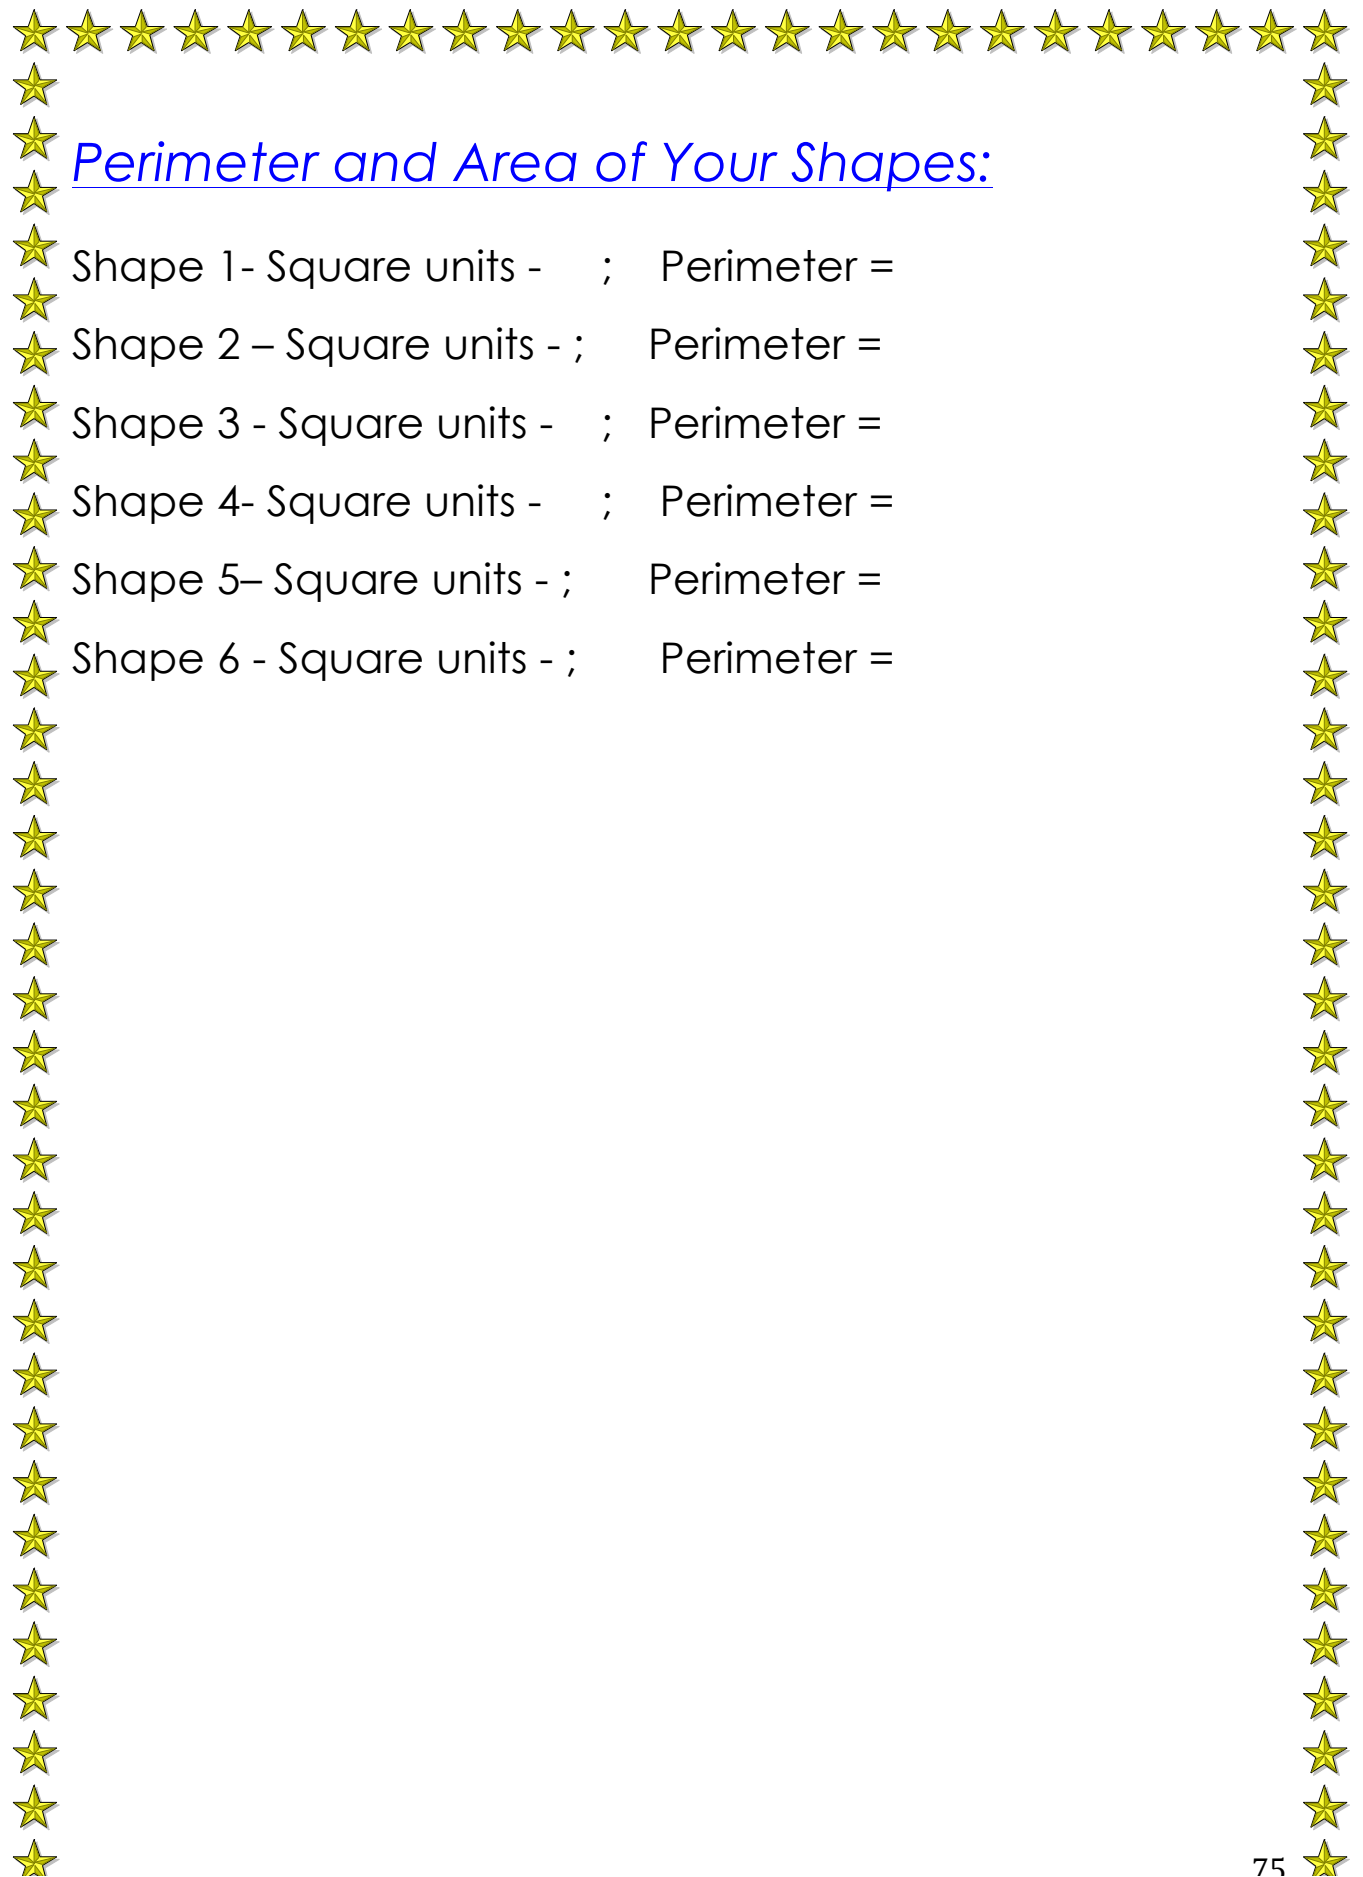 Perimeter and Area of Your Shapes:
Shape 1- Square units - ; Perimeter =
Shape 2 – Square units - ; Perimeter =
Shape 3 - Square units - ; Perimeter =
Shape 4- Square units - ; Perimeter =
Shape 5– Square units - ; Perimeter =
Shape 6 - Square units - ; Perimeter =
75